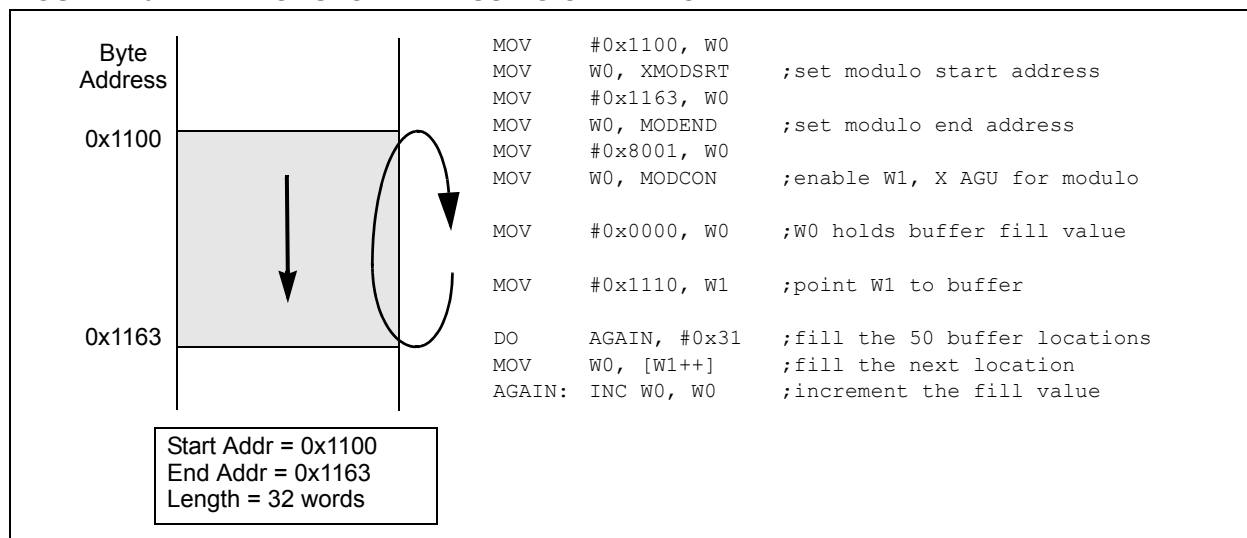 Byte
Address
0x1100
0x1163
Start Addr = 0x1100
End Addr = 0x1163
Length = 32 words
MOV #0x1100, W0
MOV W0, XMODSRT ;set modulo start address
MOV #0x1163, W0
MOV W0, MODEND ;set modulo end address
MOV #0x8001, W0
MOV W0, MODCON ;enable W1, X AGU for modulo
MOV #0x0000, W0 ;W0 holds buffer fill value
MOV #0x1110, W1 ;point W1 to buffer
DO AGAIN, #0x31 ;fill the 50 buffer locations
MOV W0, [W1++] ;fill the next location
AGAIN: INC W0, W0 ;increment the fill value